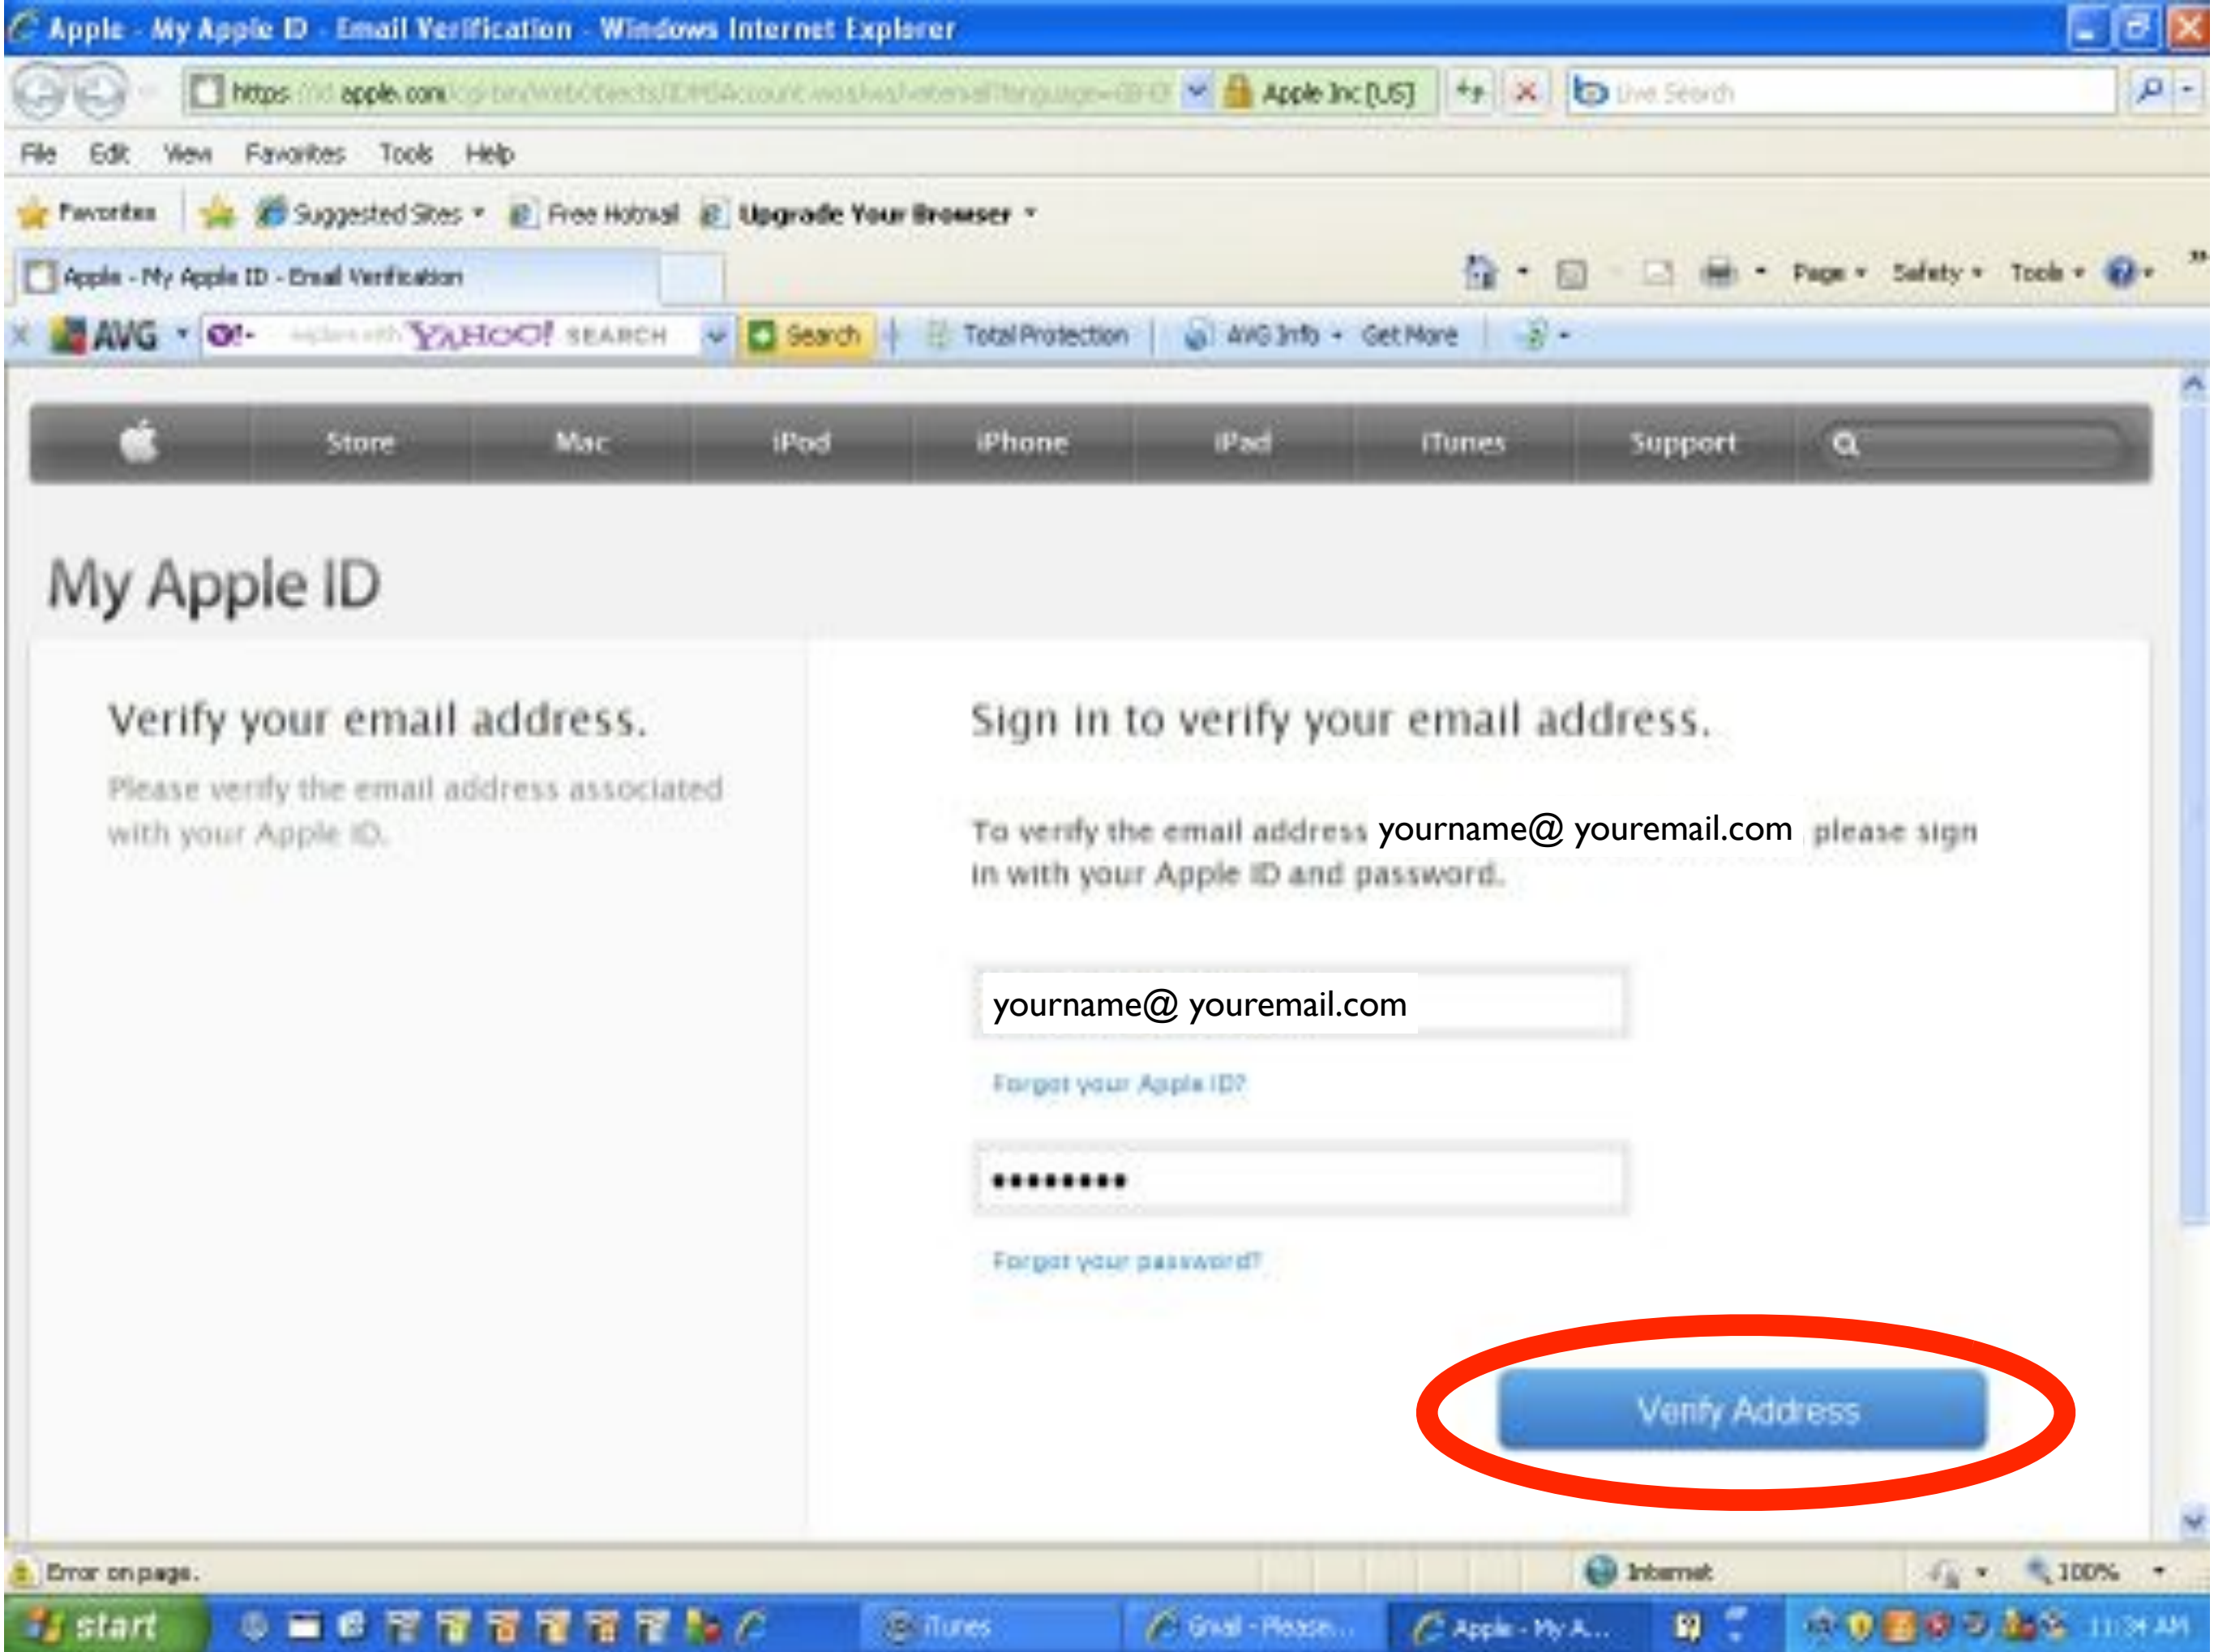 Apple - My Apple ID - Email Verification - Windows Internet Explorer
https apple.com Apple Inc [US] Live Search
File Edit View Favorites Tools Help
Favorites Suggested Sites Free Hotmail Upgrade Your Browser
Apple - My Apple ID - Email Verification Page Safety Tools
AVG YAHOO! SEARCH Search Total Protection AVG Info Get More
Store Mac iPod iPhone iPad iTunes Support
My Apple ID
Verify your email address.
Please verify the email address associated
with your Apple ID.
Sign in to verify your email address.
To verify the email address yourname@ youremail.com please sign
in with your Apple ID and password.
yourname@ youremail.com
Forgot your Apple ID?
••••••••
Forgot your password?
Verify Address
Error on page. Internet 100%
start iTunes Gmail - Please... Apple - My A... 11:34 AM